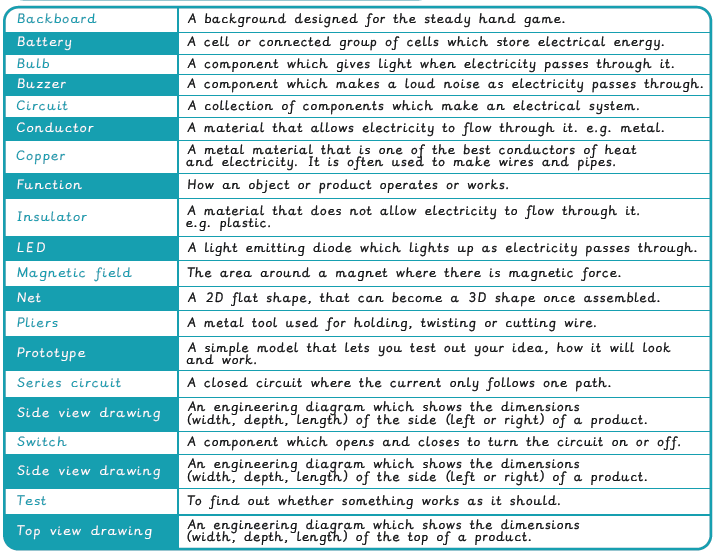 Backboard
A background designed for the steady hand game.
Battery
A cell or connected group of cells which store electrical energy.
Bulb
A component which gives light when electricity passes through it.
Buzzer
A component which makes a loud noise as electricity passes through.
Circuit
A collection of components which make an electrical system.
Conductor
A material that allows electricity to flow through it. e.g. metal.
Copper
A metal material that is one of the best conductors of heat
and electricity. It is often used to make wires and pipes.
Function
How an object or product operates or works.
Insulator
A material that does not allow electricity to flow through it.
e.g. plastic.
LED
A light emitting diode which lights up as electricity passes through.
Magnetic field
The area around a magnet where there is magnetic force.
Net
A 2D flat shape, that can become a 3D shape once assembled.
Pliers
A metal tool used for holding, twisting or cutting wire.
Prototype
A simple model that lets you test out your idea, how it will look
and work.
Series circuit
A closed circuit where the current only follows one path.
Side view drawing
An engineering diagram which shows the dimensions
(width, depth, length) of the side (left or right) of a product.
Switch
A component which opens and closes to turn the circuit on or off.
Side view drawing
An engineering diagram which shows the dimensions
(width, depth, length) of the side (left or right) of a product.
Test
To find out whether something works as it should.
Top view drawing
An engineering diagram which shows the dimensions
(width, depth, length) of the top of a product.